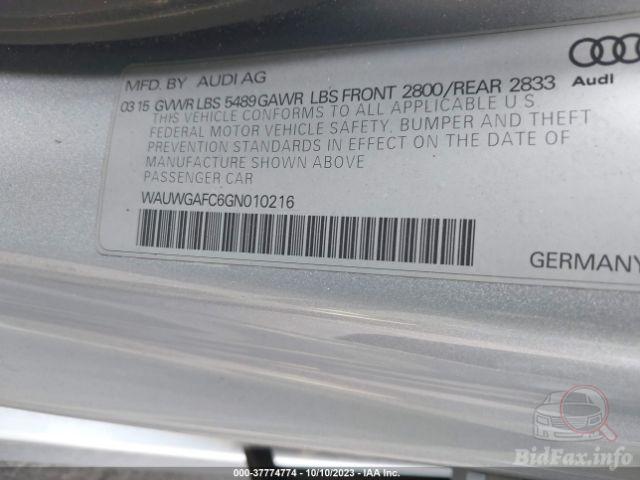 MFD. BY AUDI AG
Audi
03 15 GVWR LBS 5489 GAWR LBS FRONT 2800/REAR 2833
THIS VEHICLE CONFORMS TO ALL APPLICABLE U S
FEDERAL MOTOR VEHICLE SAFETY, BUMPER AND THEFT
PREVENTION STANDARDS IN EFFECT ON THE DATE OF
MANUFACTURE SHOWN ABOVE
PASSENGER CAR
WAUWGAFC6GN010216
GERMANY
BidFax.info
000-37774774 - 10/10/2023 - IAA Inc.